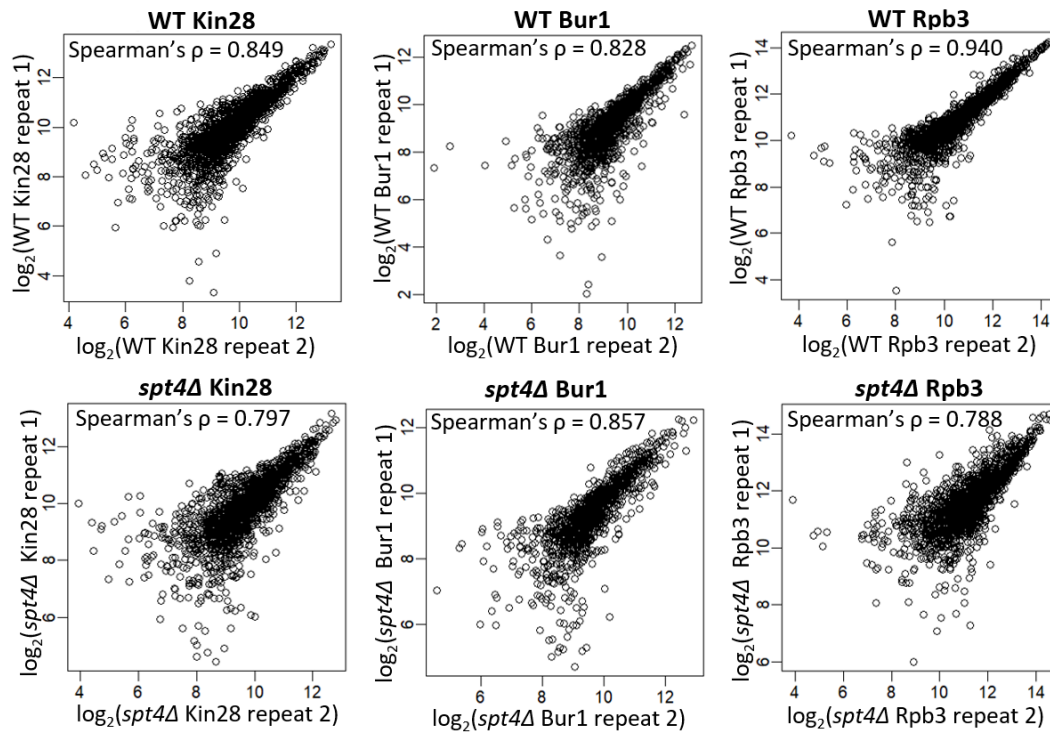 WT Kin28
Spearman's ρ = 0.849
log₂(WT Kin28 repeat 1)
12
10
8
6
4
4 6 8 10 12
log₂(WT Kin28 repeat 2)
WT Bur1
Spearman's ρ = 0.828
log₂(WT Bur1 repeat 1)
12
10
8
6
4
2
2 4 6 8 10 12
log₂(WT Bur1 repeat 2)
WT Rpb3
Spearman's ρ = 0.940
log₂(WT Rpb3 repeat 1)
14
12
10
8
6
4
4 6 8 10 12 14
log₂(WT Rpb3 repeat 2)
spt4Δ Kin28
Spearman's ρ = 0.797
log₂(spt4Δ Kin28 repeat 1)
12
10
8
6
4 6 8 10 12
log₂(spt4Δ Kin28 repeat 2)
spt4Δ Bur1
Spearman's ρ = 0.857
log₂(spt4Δ Bur1 repeat 1)
12
10
8
6
6 8 10 12
log₂(spt4Δ Bur1 repeat 2)
spt4Δ Rpb3
Spearman's ρ = 0.788
log₂(spt4Δ Rpb3 repeat 1)
14
12
10
8
6
4 6 8 10 12 14
log₂(spt4Δ Rpb3 repeat 2)